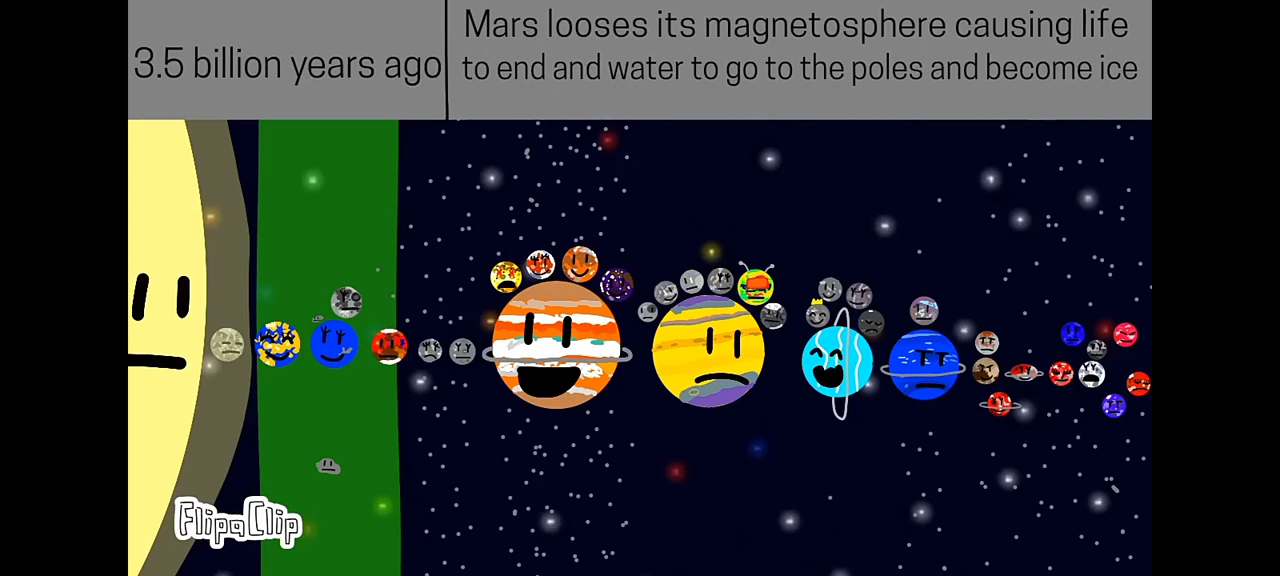 3.5 billion years ago
Mars looses its magnetosphere causing life
to end and water to go to the poles and become ice
FlipaClip